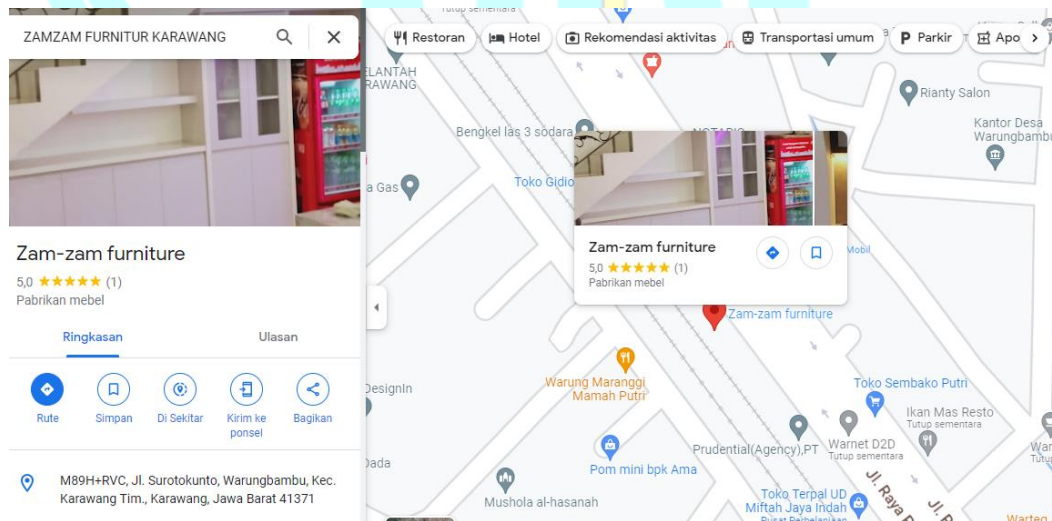 ZAMZAM FURNITUR KARAWANG
Zam-zam furniture
5,0 ★★★★★ (1)
Pabrikan mebel
Ringkasan
Ulasan
Rute
Simpan
Di Sekitar
Kirim ke
ponsel
Bagikan
M89H+RVC, Jl. Surotokunto, Warungbambu, Kec.
Karawang Tim., Karawang, Jawa Barat 41371
Tutup sementara
Restoran
Hotel
Rekomendasi aktivitas
Transportasi umum
Parkir
Apo
ELANTAH
RAWANG
Rianty Salon
Kantor Desa
Warungbambu
Bengkel las 3 sodara
NOTARIS
a Gas
Toko Gidio
Mobil
Zam-zam furniture
5,0 ★★★★★ (1)
Pabrikan mebel
Zam-zam furniture
DesignIn
Warung Maranggi
Mamah Putri
Toko Sembako Putri
Ikan Mas Resto
Tutup sementara
Warnet D2D
Tutup sementara
War
Tutu
Prudential(Agency),PT
Dada
Pom mini bpk Ama
Mushola al-hasanah
Toko Terpal UD
Miftah Jaya Indah
Pusat Perbelanjaan
Jl. Raya
Jl.
Warteg